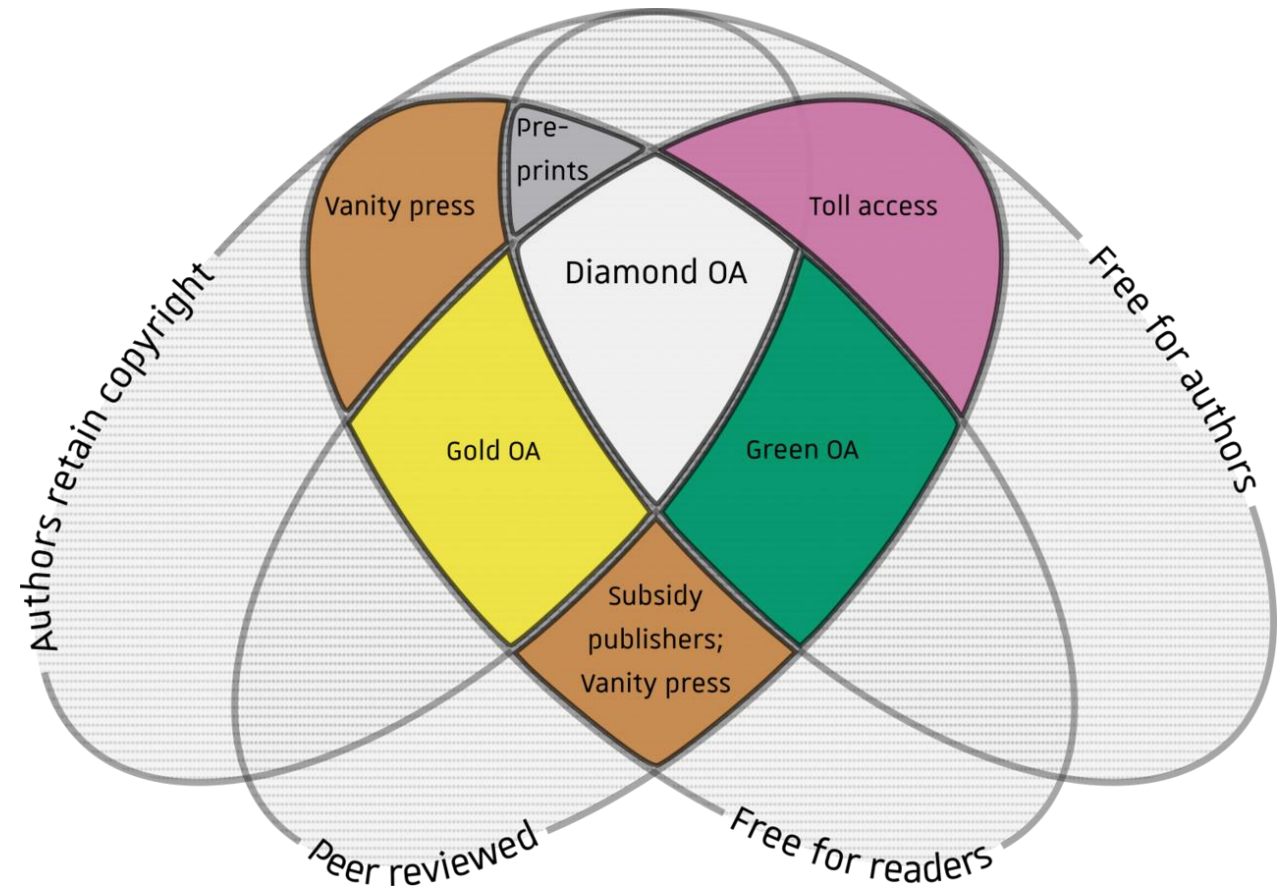 Pre-
prints
Vanity press
Toll access
Diamond OA
Authors retain copyright
Free for authors
Gold OA
Green OA
Subsidy
publishers;
Vanity press
Peer reviewed
Free for readers